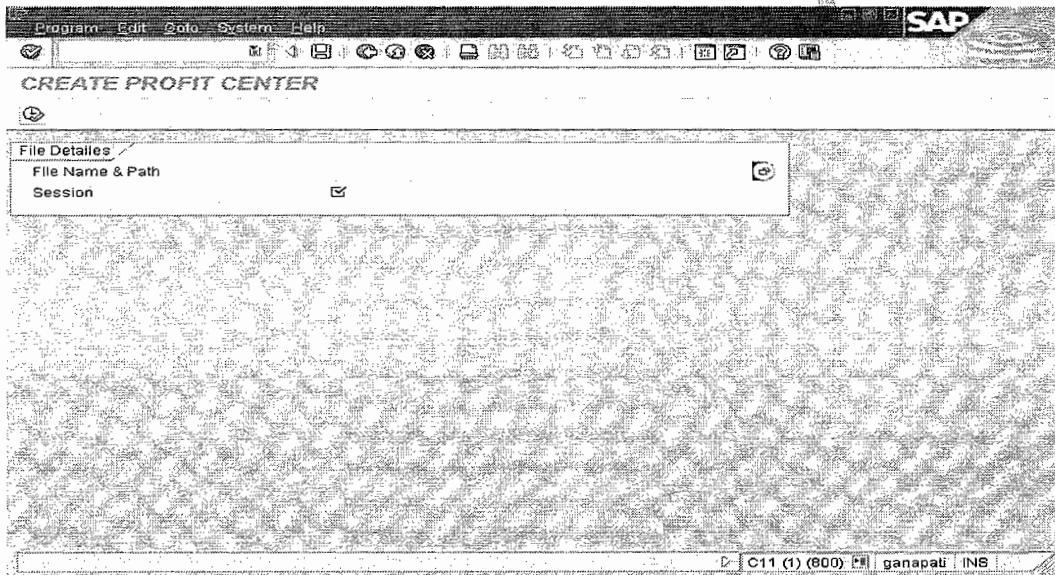 Program Edit Goto System Help
SAP
CREATE PROFIT CENTER
File Detailes
File Name & Path
Session
C11 (1) (800) ganapati INS